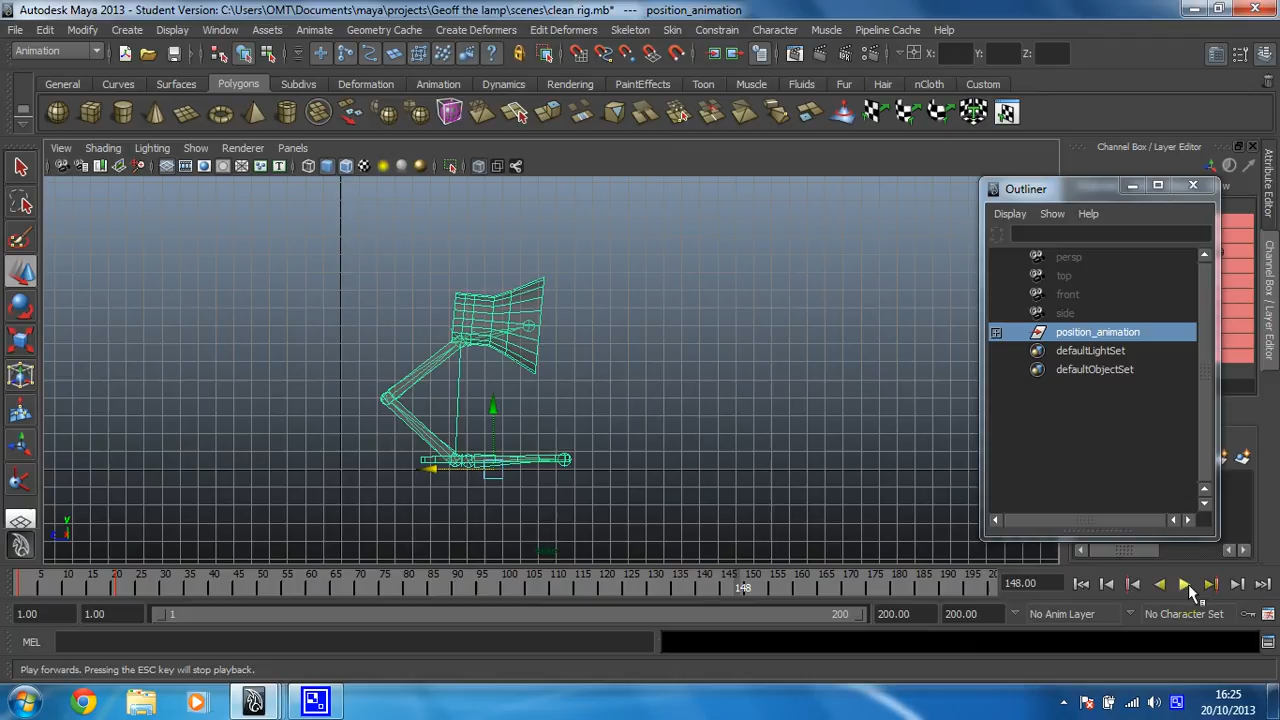 Autodesk Maya 2013 - Student Version: C:\Users\OMT\Documents\maya\projects\Geoff the lamp\scenes\clean rig.mb*  ---  position_animation
File Edit Modify Create Display Window Assets Animate Geometry Cache Create Deformers Edit Deformers Skeleton Skin Constrain Character Muscle Pipeline Cache Help
Animation X: Y: Z:
General Curves Surfaces Polygons Subdivs Deformation Animation Dynamics Rendering PaintEffects Toon Muscle Fluids Fur Hair nCloth Custom
View Shading Lighting Show Renderer Panels
Channel Box / Layer Editor
Outliner
Display Show Help
persp
top
front
side
position_animation
defaultLightSet
defaultObjectSet
Attribute Editor
Channel Box / Layer Editor
y
5 10 15 20 25 30 35 40 45 50 55 60 65 70 75 80 85 90 95 100 105 110 115 120 125 130 135 140 145 150 155 160 165 170 175 180 185 190 195
148
148.00
1.00 1.00 1 200 200.00 200.00 No Anim Layer No Character Set
MEL
Play forwards. Pressing the ESC key will stop playback.
16:25
20/10/2013